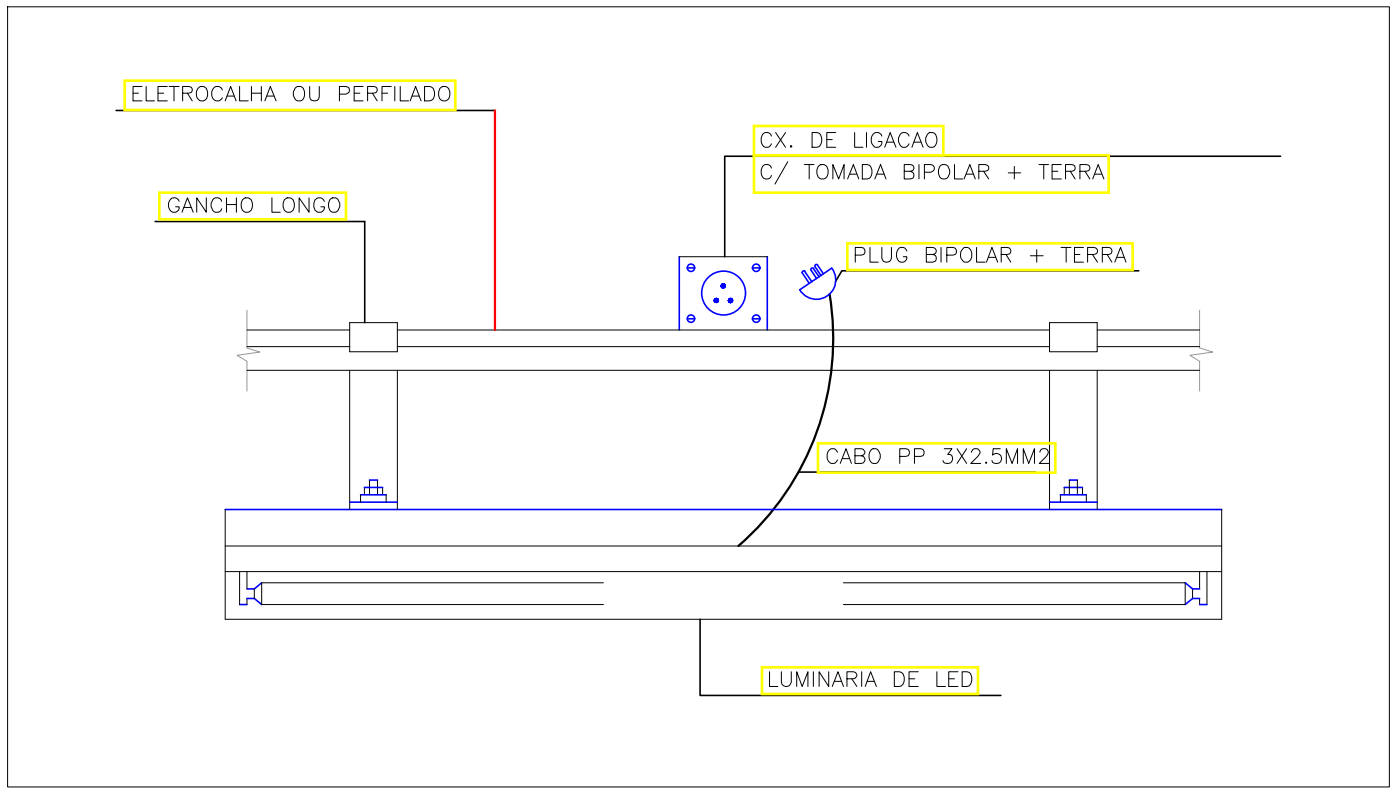 ELETROCALHA OU PERFILADO
CX. DE LIGACAO
C/ TOMADA BIPOLAR + TERRA
GANCHO LONGO
PLUG BIPOLAR + TERRA
CABO PP 3X2.5MM2
LUMINARIA DE LED